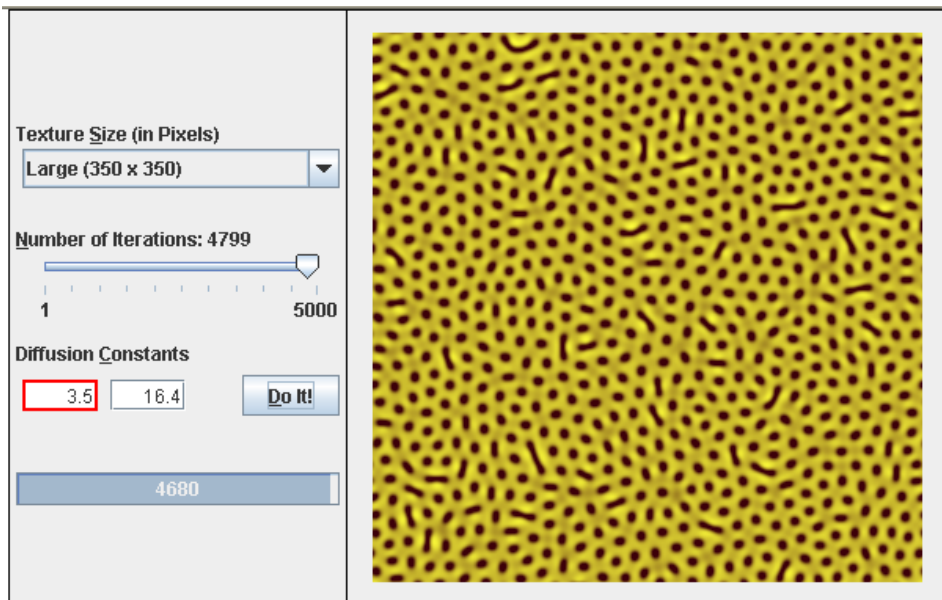 Texture Size (in Pixels)
Large (350 x 350)
Number of Iterations: 4799
1 5000
Diffusion Constants
3.5 16.4 Do It!
4680